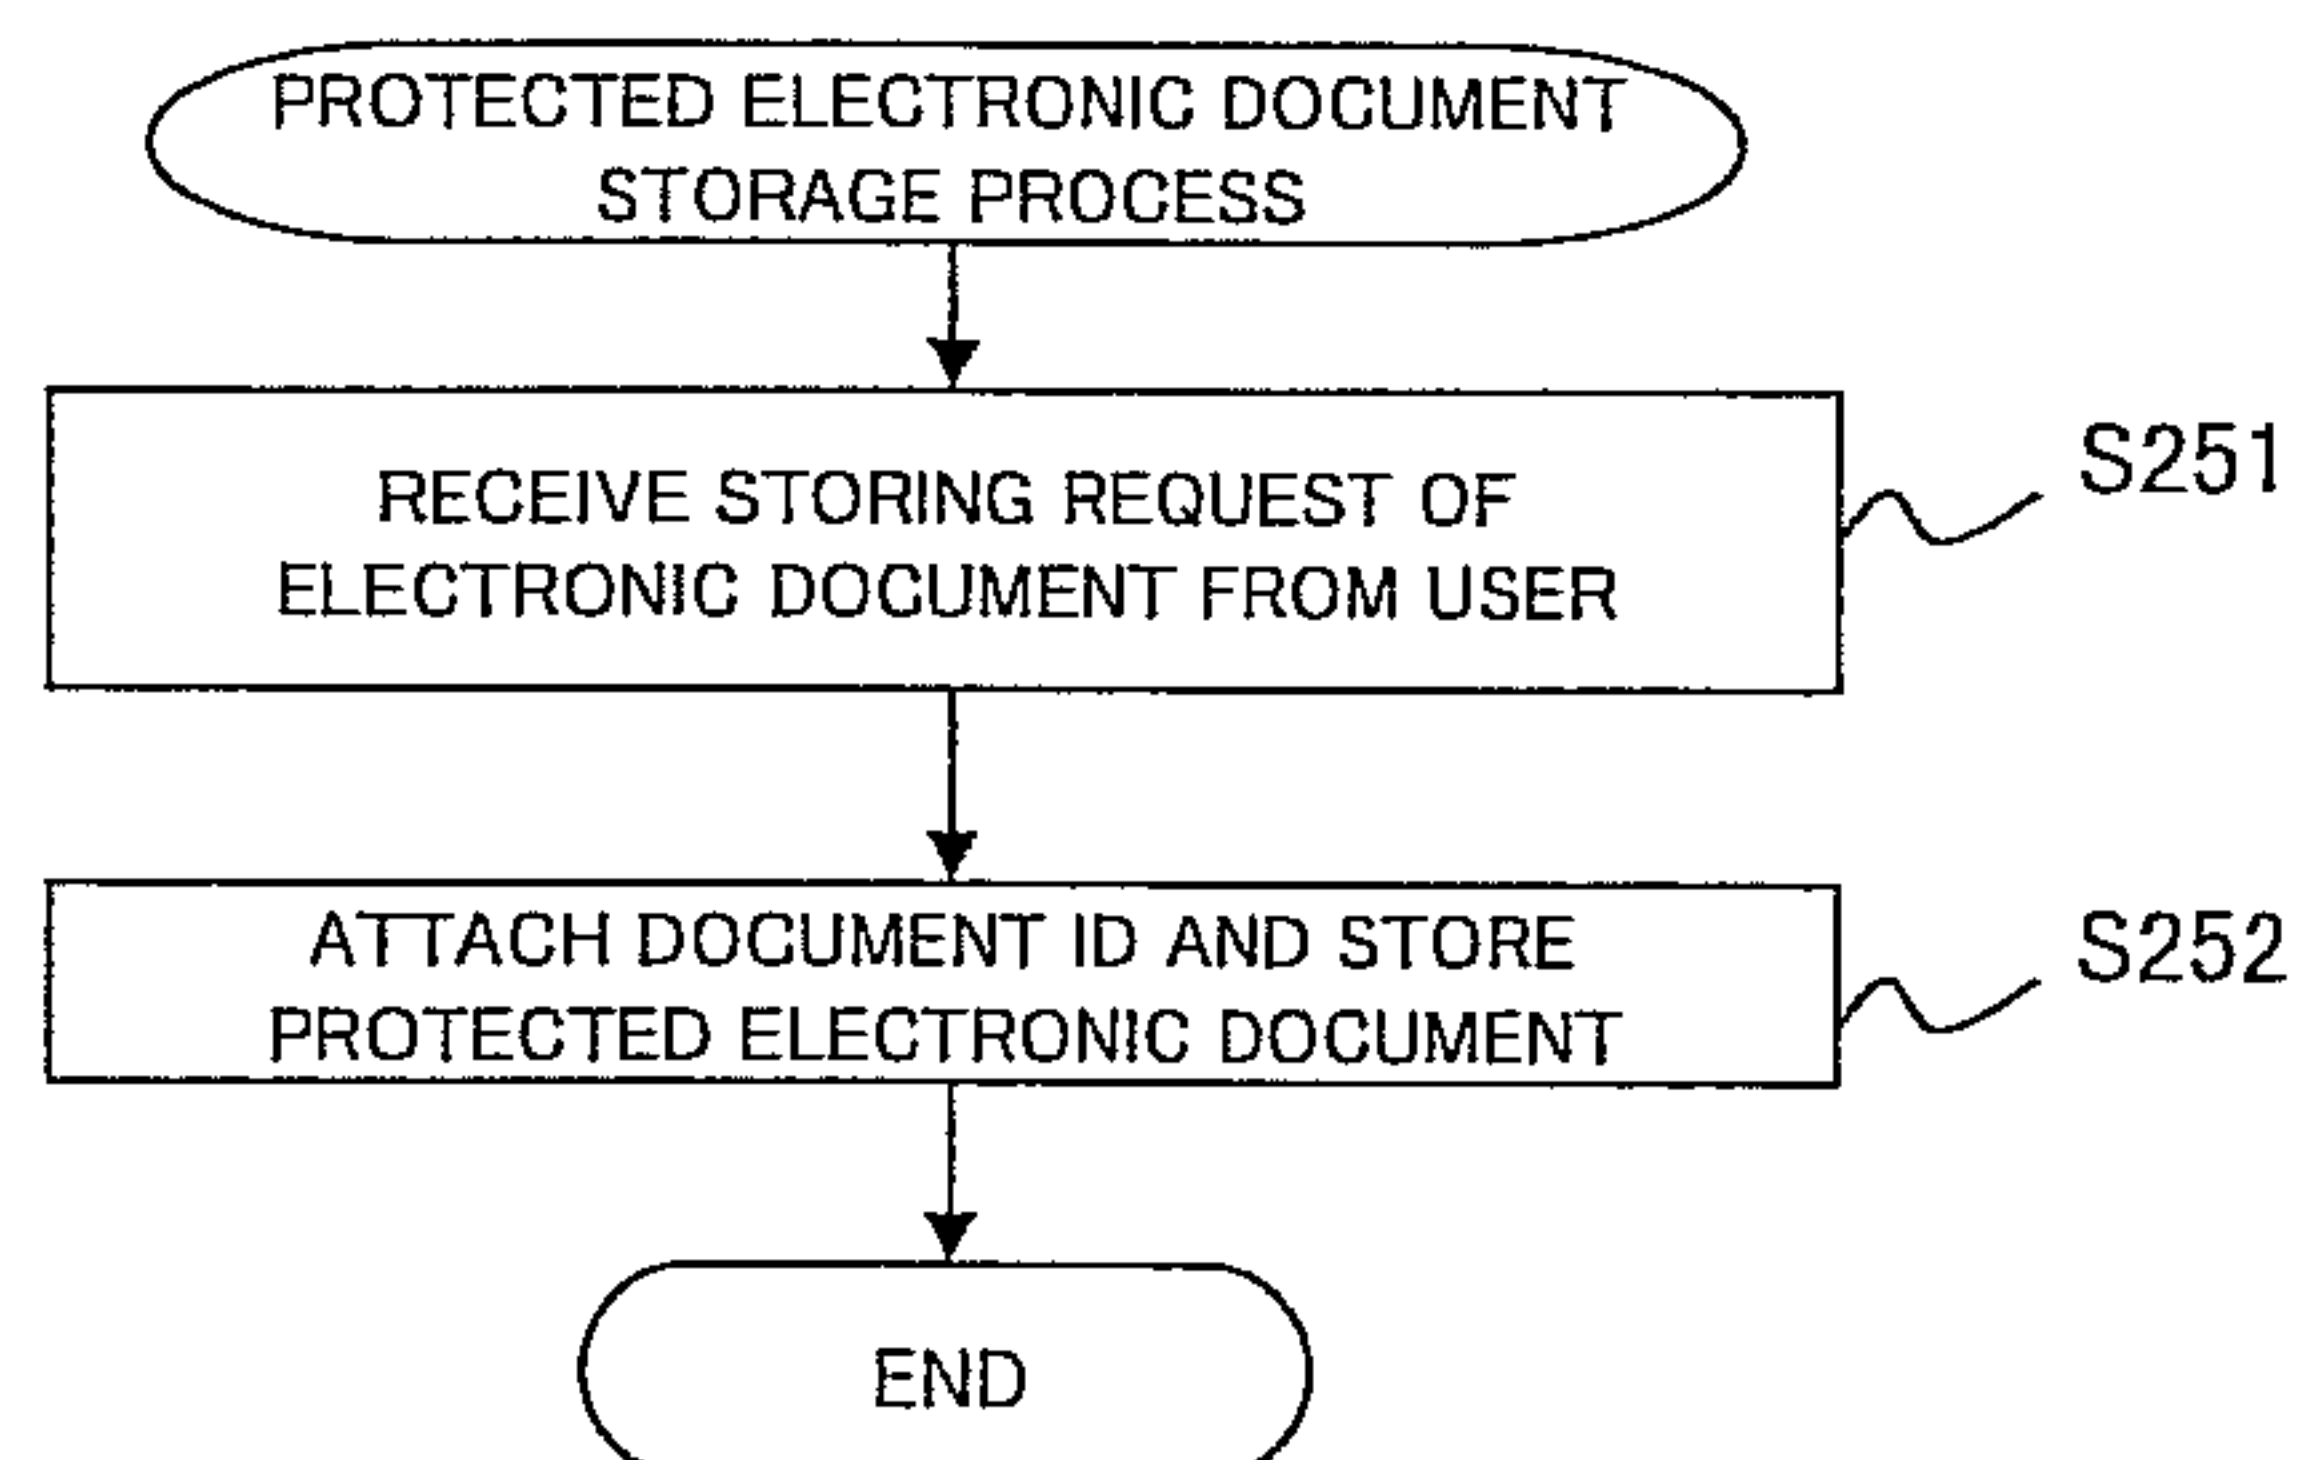 PROTECTED ELECTRONIC DOCUMENT
STORAGE PROCESS
RECEIVE STORING REQUEST OF
ELECTRONIC DOCUMENT FROM USER
S251
ATTACH DOCUMENT ID AND STORE
PROTECTED ELECTRONIC DOCUMENT
S252
END